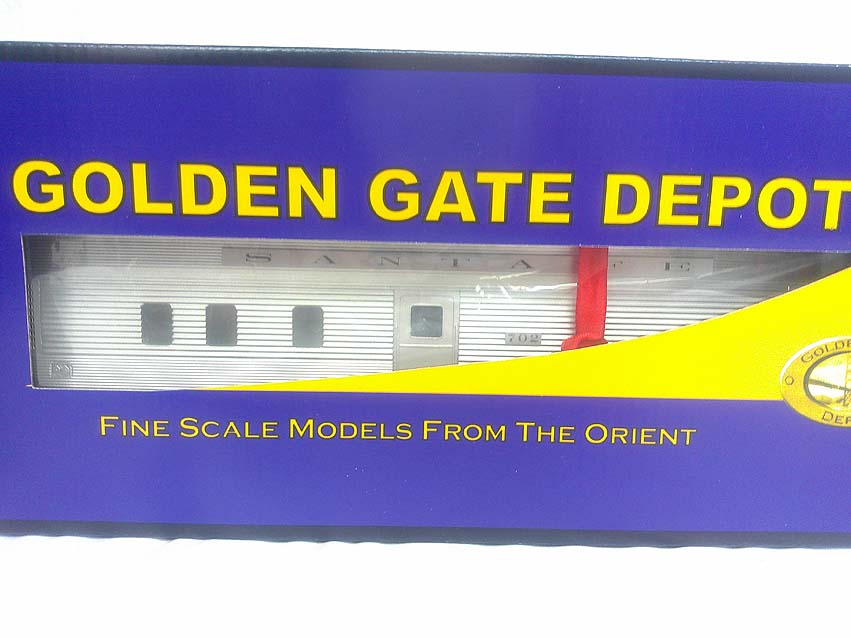 GOLDEN GATE DEPOT
SANTA FE
702
FINE SCALE MODELS FROM THE ORIENT